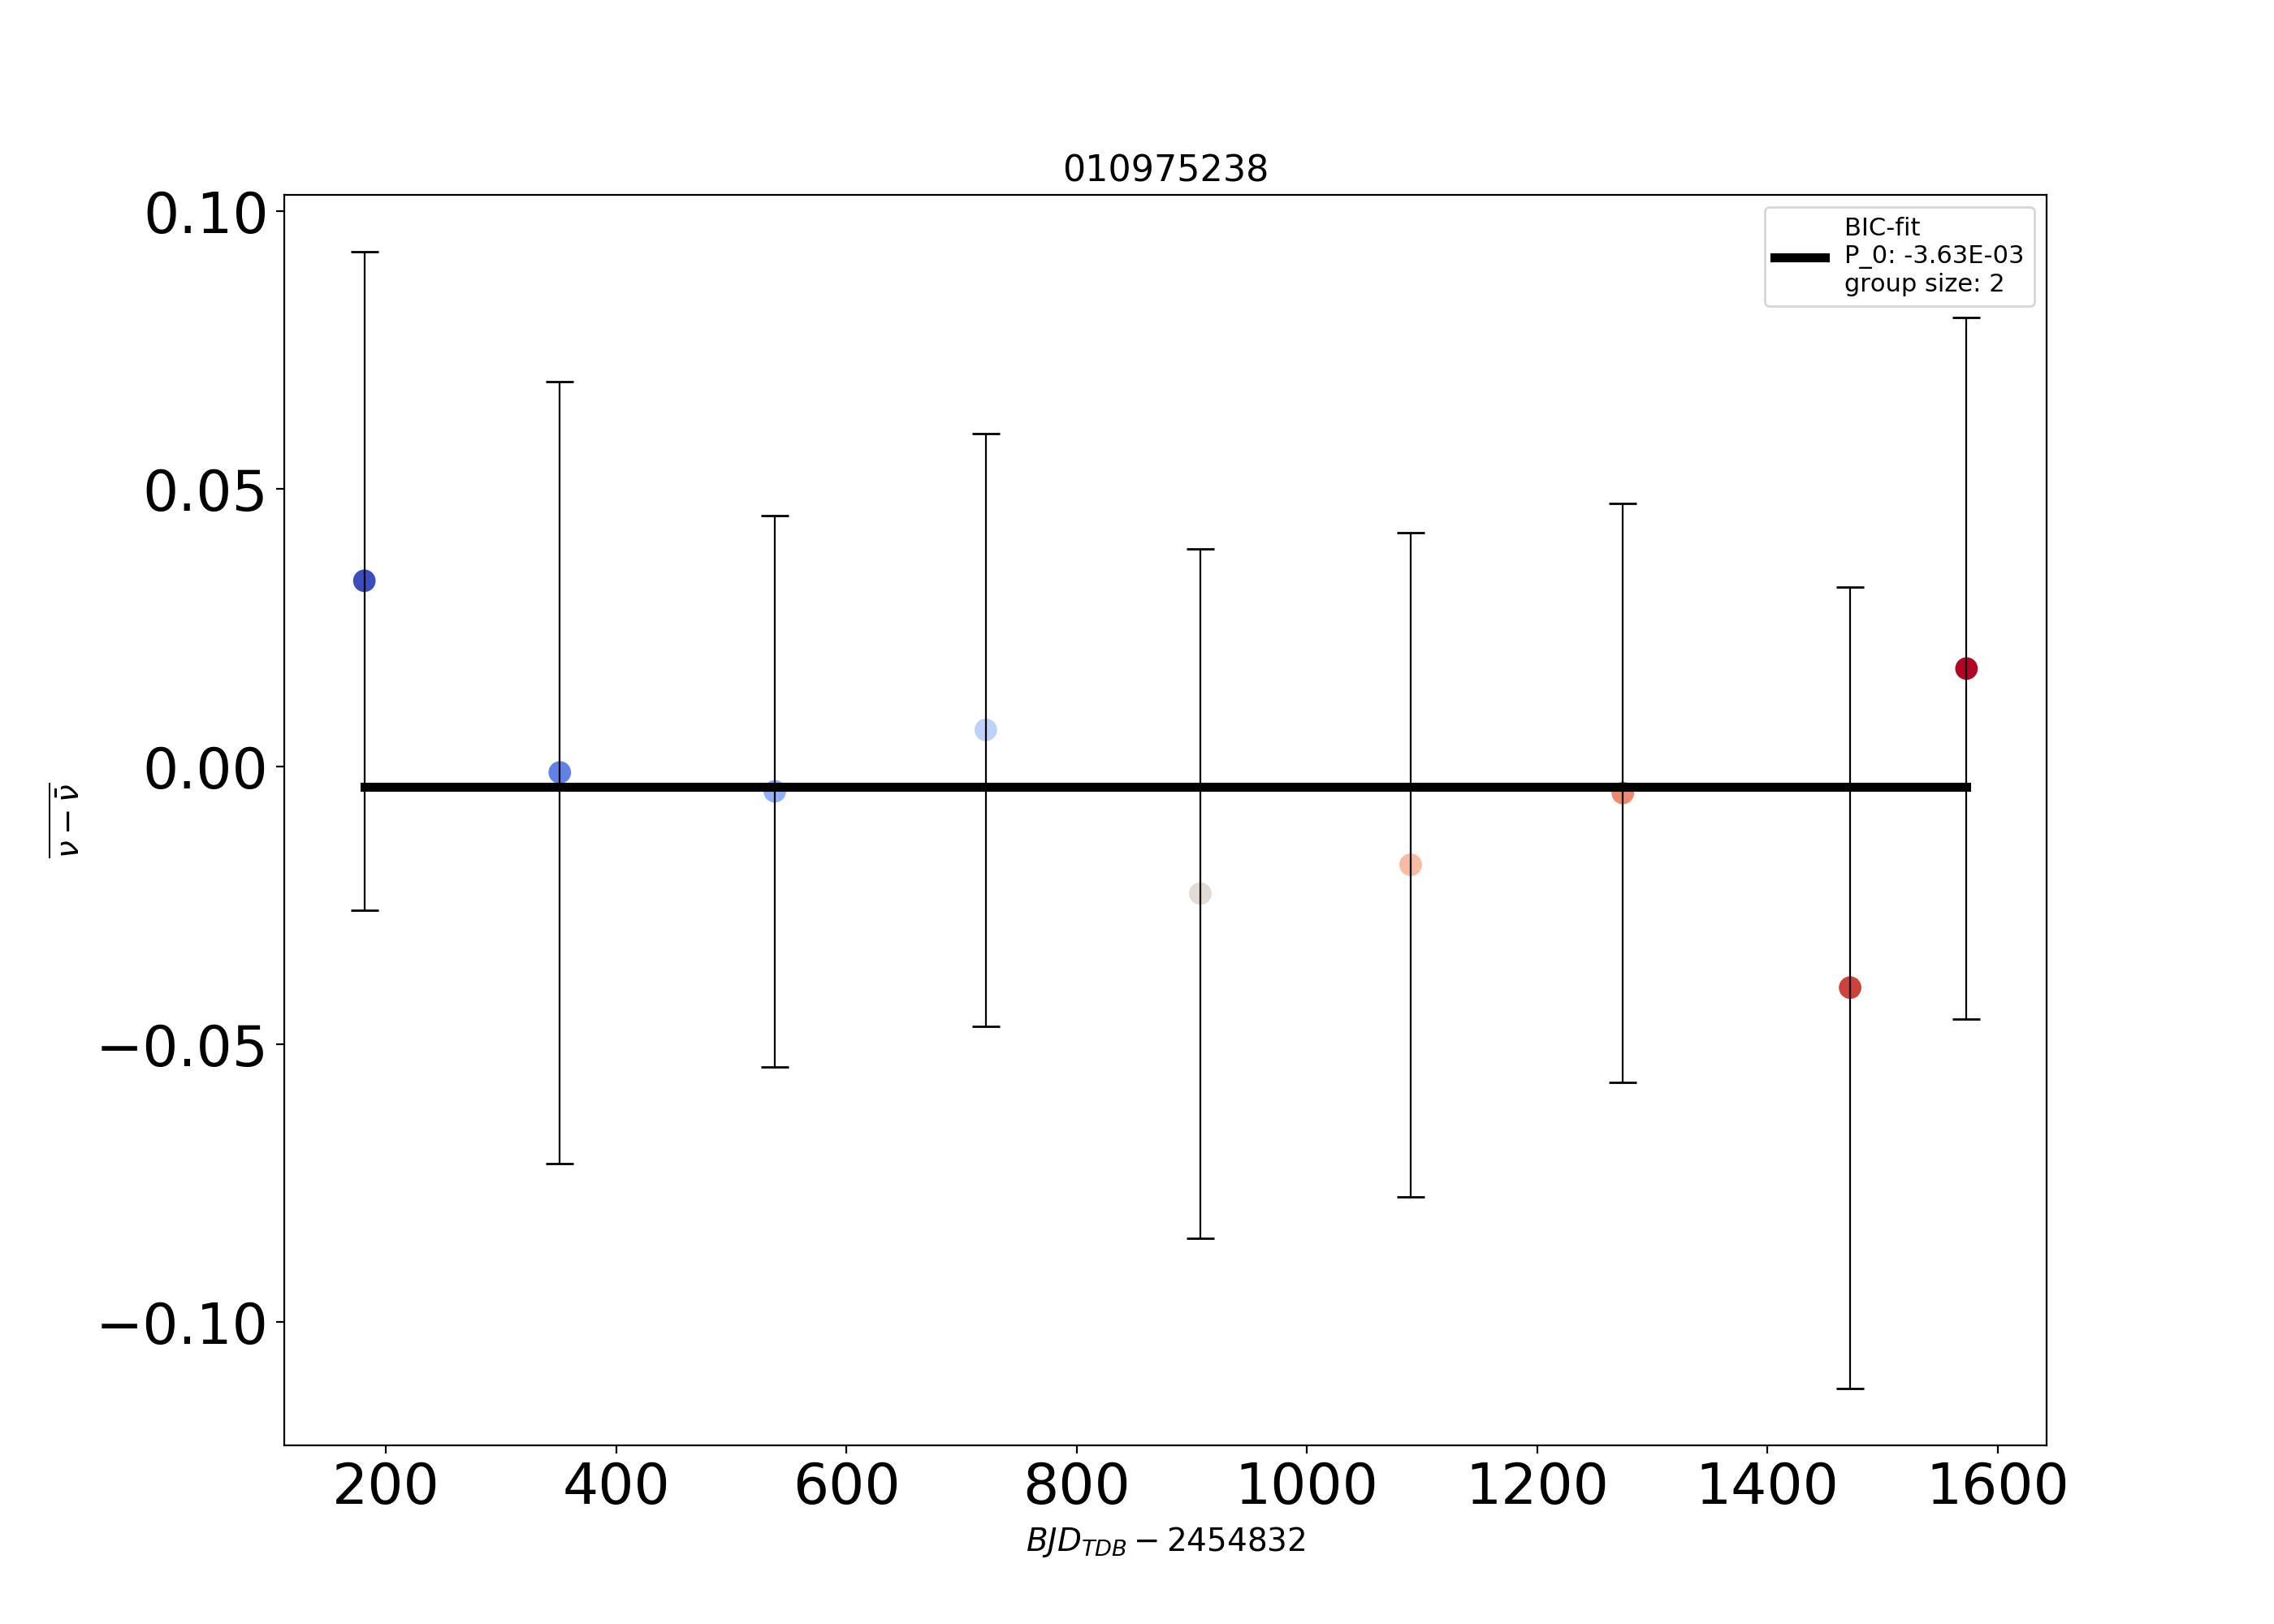 010975238
BIC-fit
P_0: -3.63E-03
group size: 2
0.10
0.05
0.00
−0.05
−0.10
ν − ν̄
200 400 600 800 1000 1200 1400 1600
BJD_TDB − 2454832